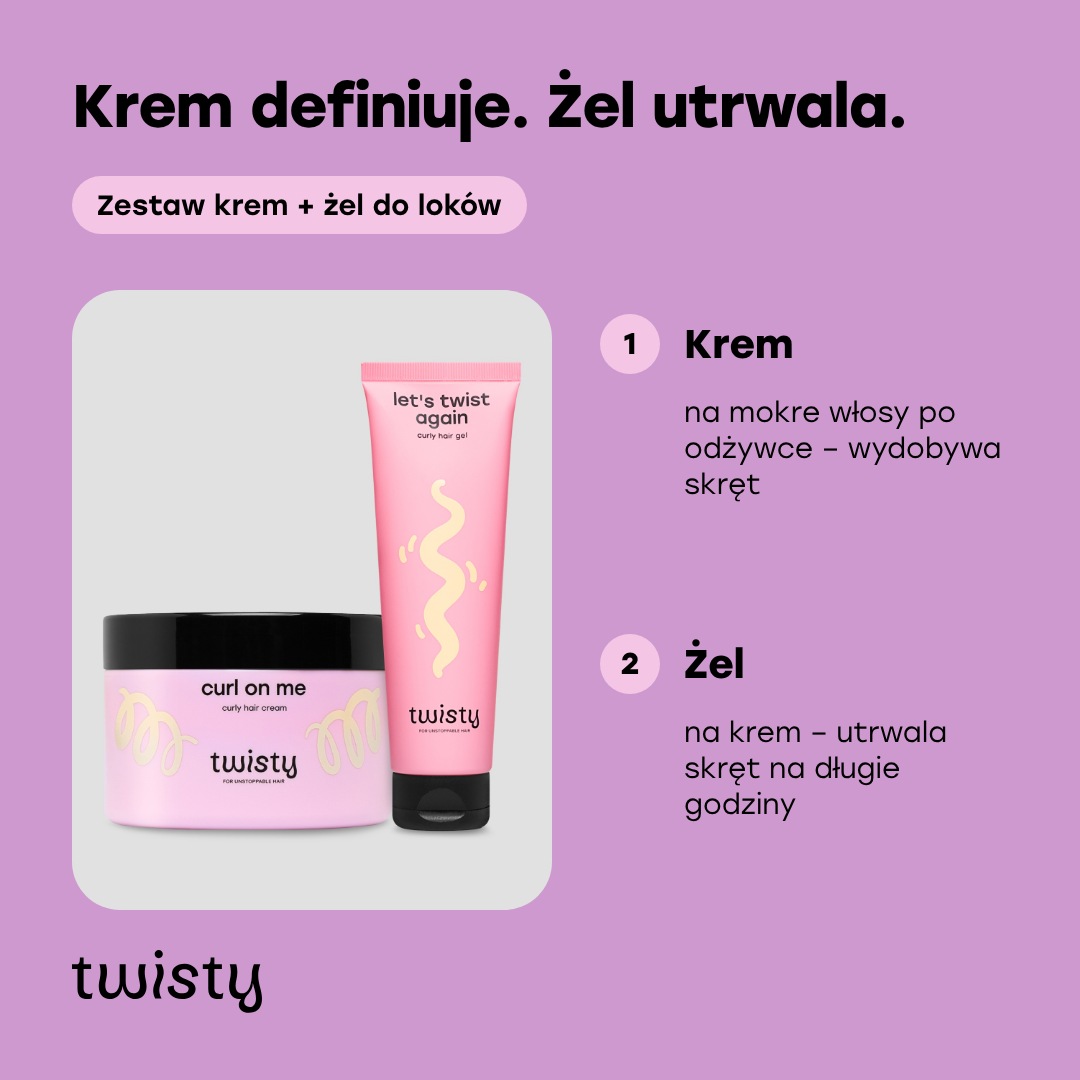 Krem definiuje. Żel utrwala.
Zestaw krem + żel do loków
let's twist
again
curly hair gel
twisty
FOR UNSTOPPABLE HAIR
curl on me
curly hair cream
twisty
FOR UNSTOPPABLE HAIR
1
Krem
na mokre włosy po
odżywce – wydobywa
skręt
2
Żel
na krem – utrwala
skręt na długie
godziny
twisty